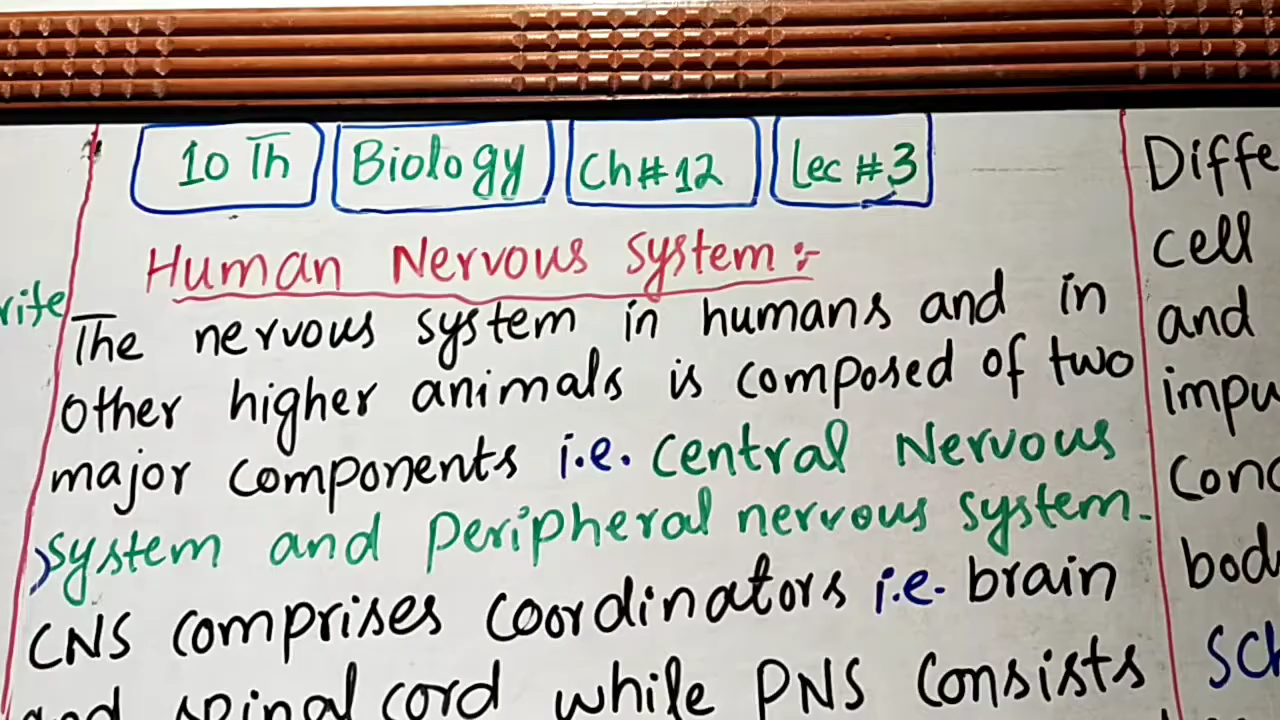 10 Th Biology Ch#12 Lec #3
Human Nervous System:-
The nervous system in humans and in
other higher animals is composed of two
major components i.e. central Nervous
system and peripheral nervous system.
CNS comprises coordinators i.e. brain
and spinal cord while PNS consists
Diffe
cell
and
impu
conc
bod